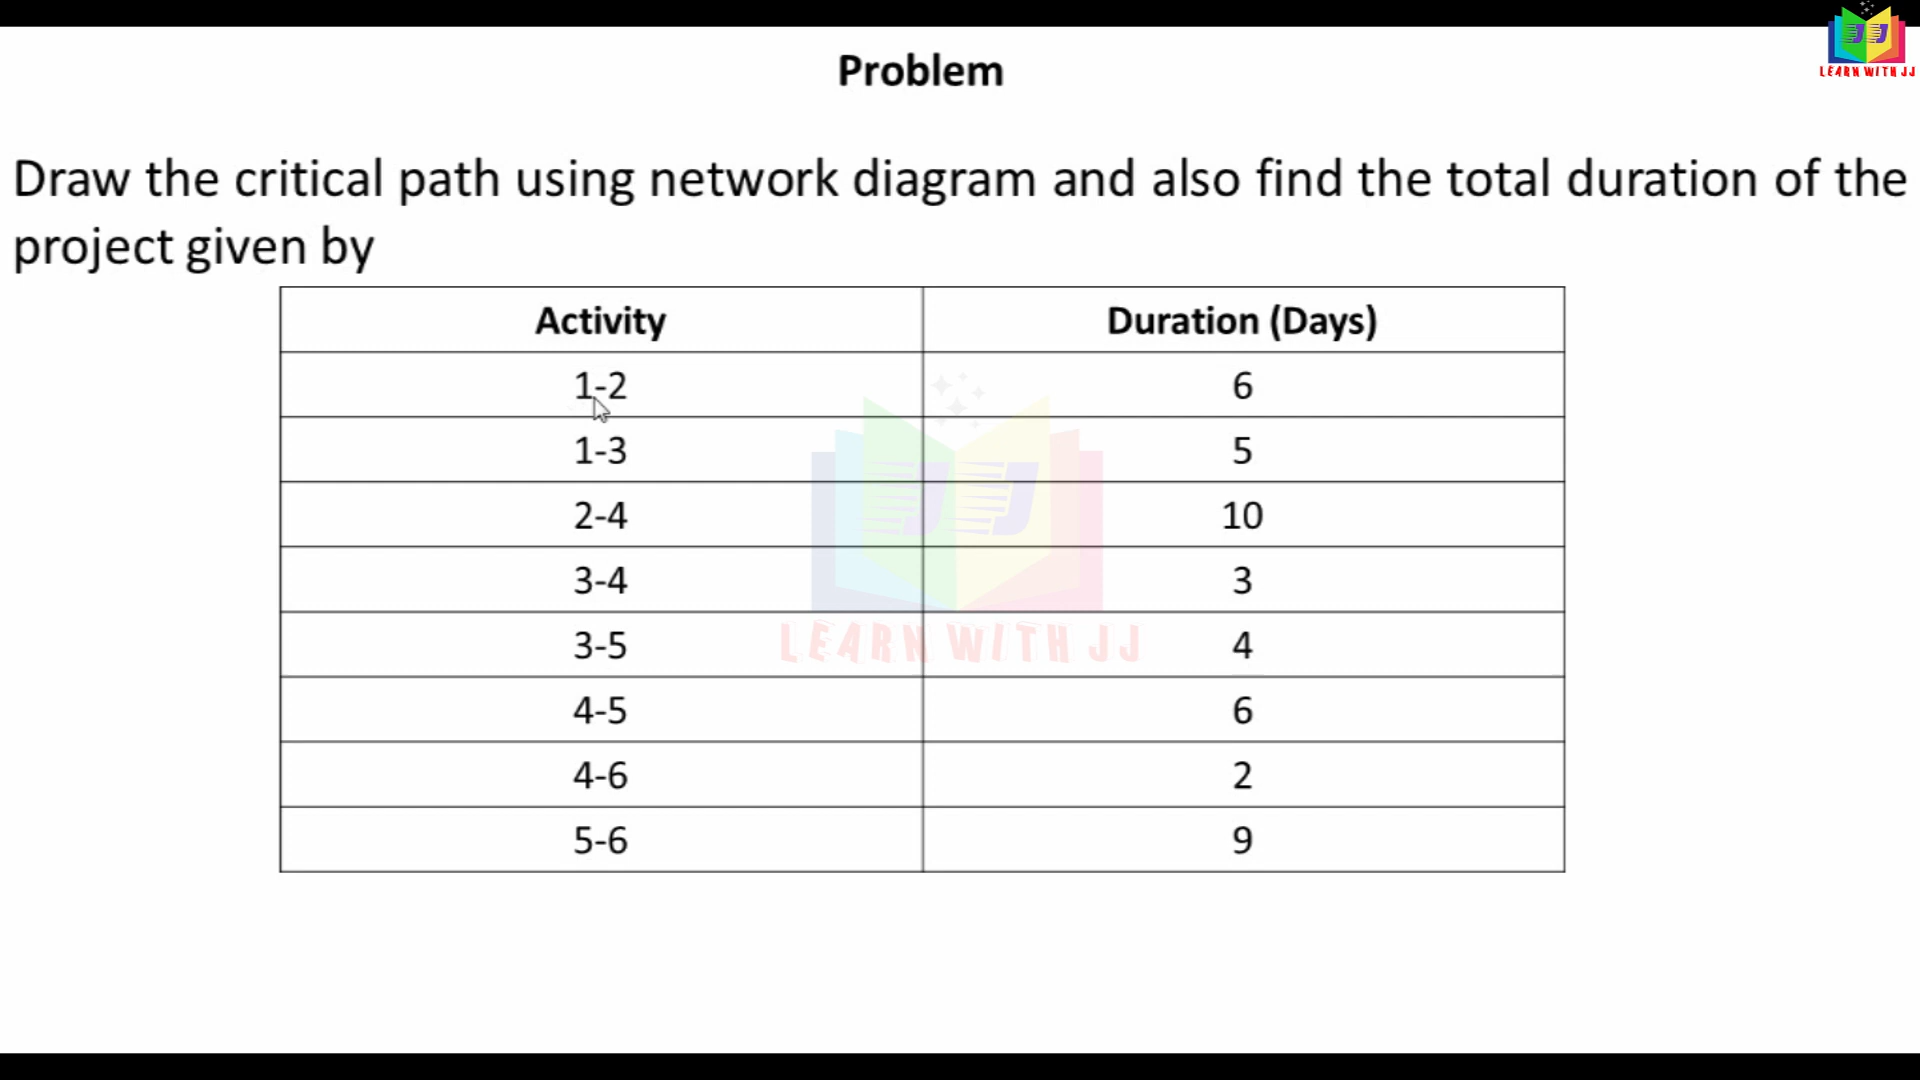 LEARN WITH JJ
Problem
Draw the critical path using network diagram and also find the total duration of the
project given by
Activity Duration (Days)
1-2 6
1-3 5
2-4 10
3-4 3
3-5 4
4-5 6
4-6 2
5-6 9
JJ
LEARN WITH JJ